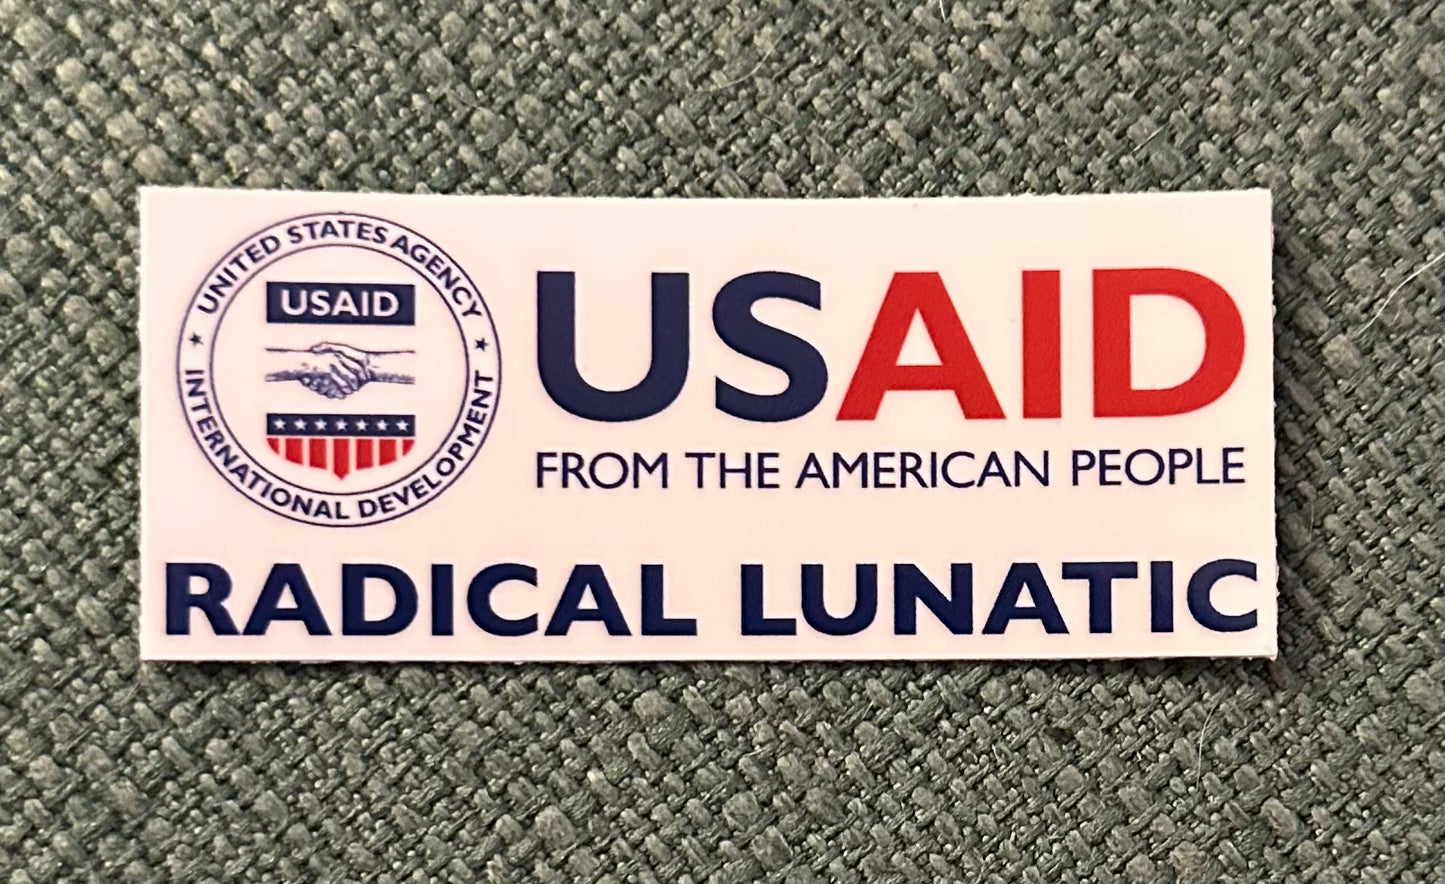 UNITED STATES AGENCY
USAID
★ INTERNATIONAL DEVELOPMENT ★
USAID
FROM THE AMERICAN PEOPLE
RADICAL LUNATIC